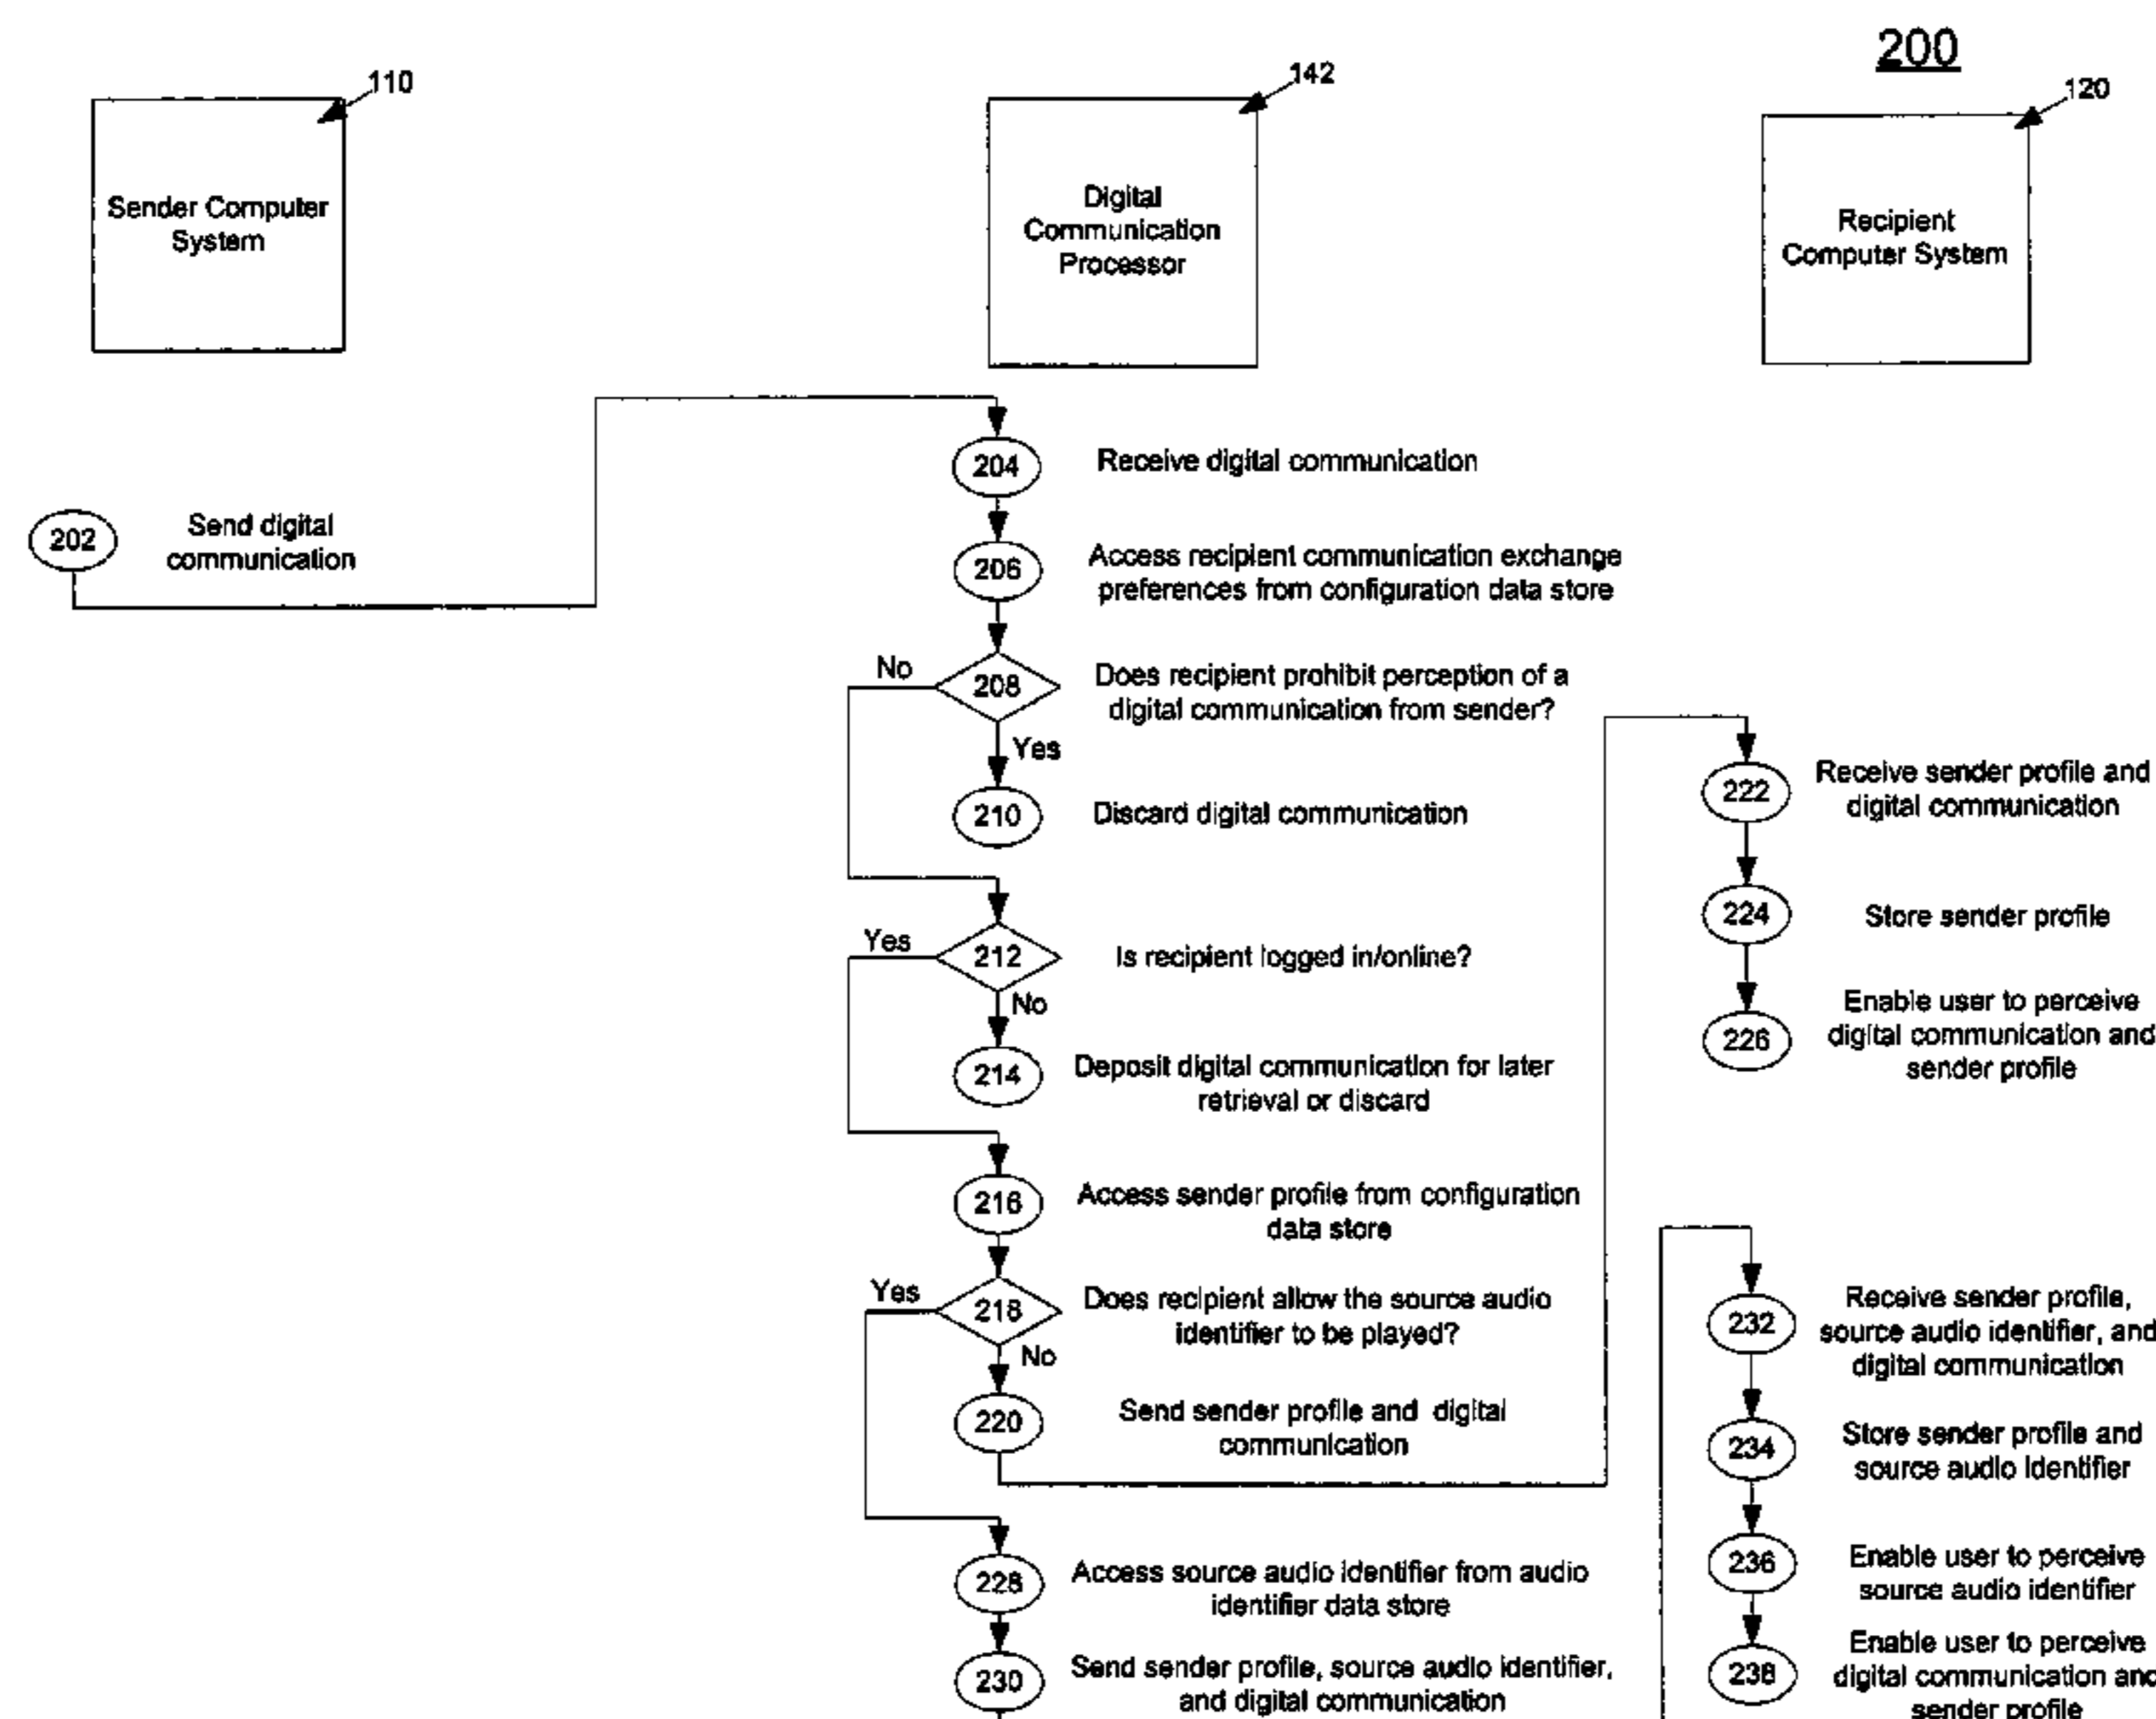 200
110
142
120
Sender Computer
System
Digital
Communication
Processor
Recipient
Computer System
202
Send digital
communication
204
Receive digital communication
206
Access recipient communication exchange
preferences from configuration data store
No
208
Does recipient prohibit perception of a
digital communication from sender?
Yes
210
Discard digital communication
Yes
212
Is recipient logged in/online?
No
214
Deposit digital communication for later
retrieval or discard
216
Access sender profile from configuration
data store
Yes
218
Does recipient allow the source audio
identifier to be played?
No
220
Send sender profile and digital
communication
228
Access source audio identifier from audio
identifier data store
230
Send sender profile, source audio identifier,
and digital communication
222
Receive sender profile and
digital communication
224
Store sender profile
226
Enable user to perceive
digital communication and
sender profile
232
Receive sender profile,
source audio identifier, and
digital communication
234
Store sender profile and
source audio identifier
236
Enable user to perceive
source audio identifier
238
Enable user to perceive
digital communication and
sender profile